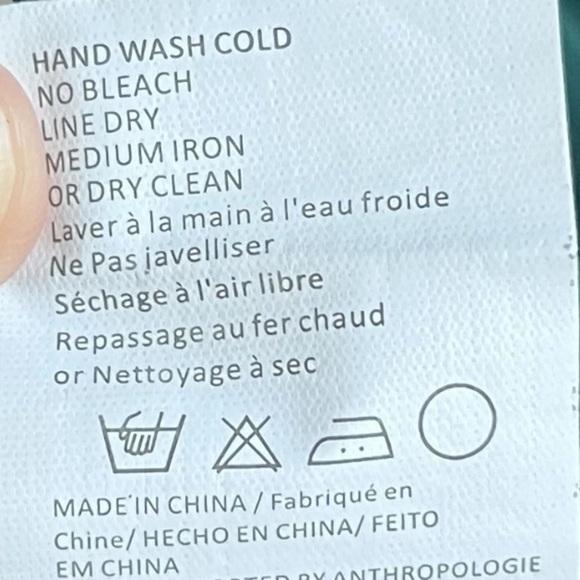 HAND WASH COLD
NO BLEACH
LINE DRY
MEDIUM IRON
OR DRY CLEAN
Laver à la main à l'eau froide
Ne Pas javelliser
Séchage à l'air libre
Repassage au fer chaud
or Nettoyage à sec
MADE IN CHINA / Fabriqué en
Chine/ HECHO EN CHINA/ FEITO
EM CHINA
BY ANTHROPOLOGIE